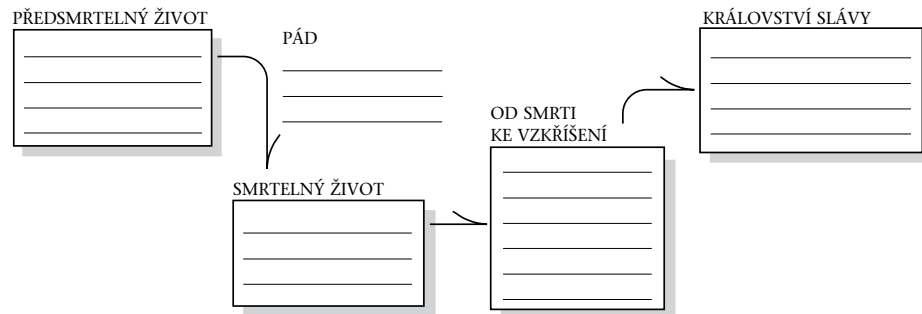 PŘEDSMRTELNÝ ŽIVOT
PÁD
SMRTELNÝ ŽIVOT
OD SMRTI
KE VZKŘÍŠENÍ
KRÁLOVSTVÍ SLÁVY